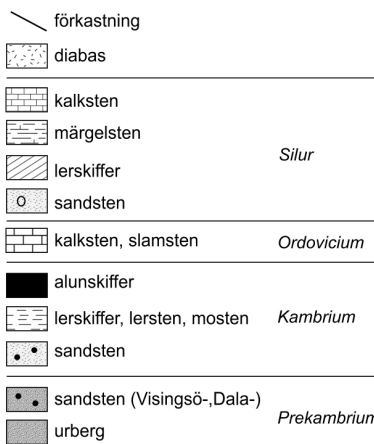 förkastning
diabas
kalksten
märgelsten
Silur
lerskiffer
sandsten
kalksten, slamsten Ordovicium
alunskiffer
lerskiffer, lersten, mosten Kambrium
sandsten
sandsten (Visingsö-,Dala-)
Prekambrium
urberg